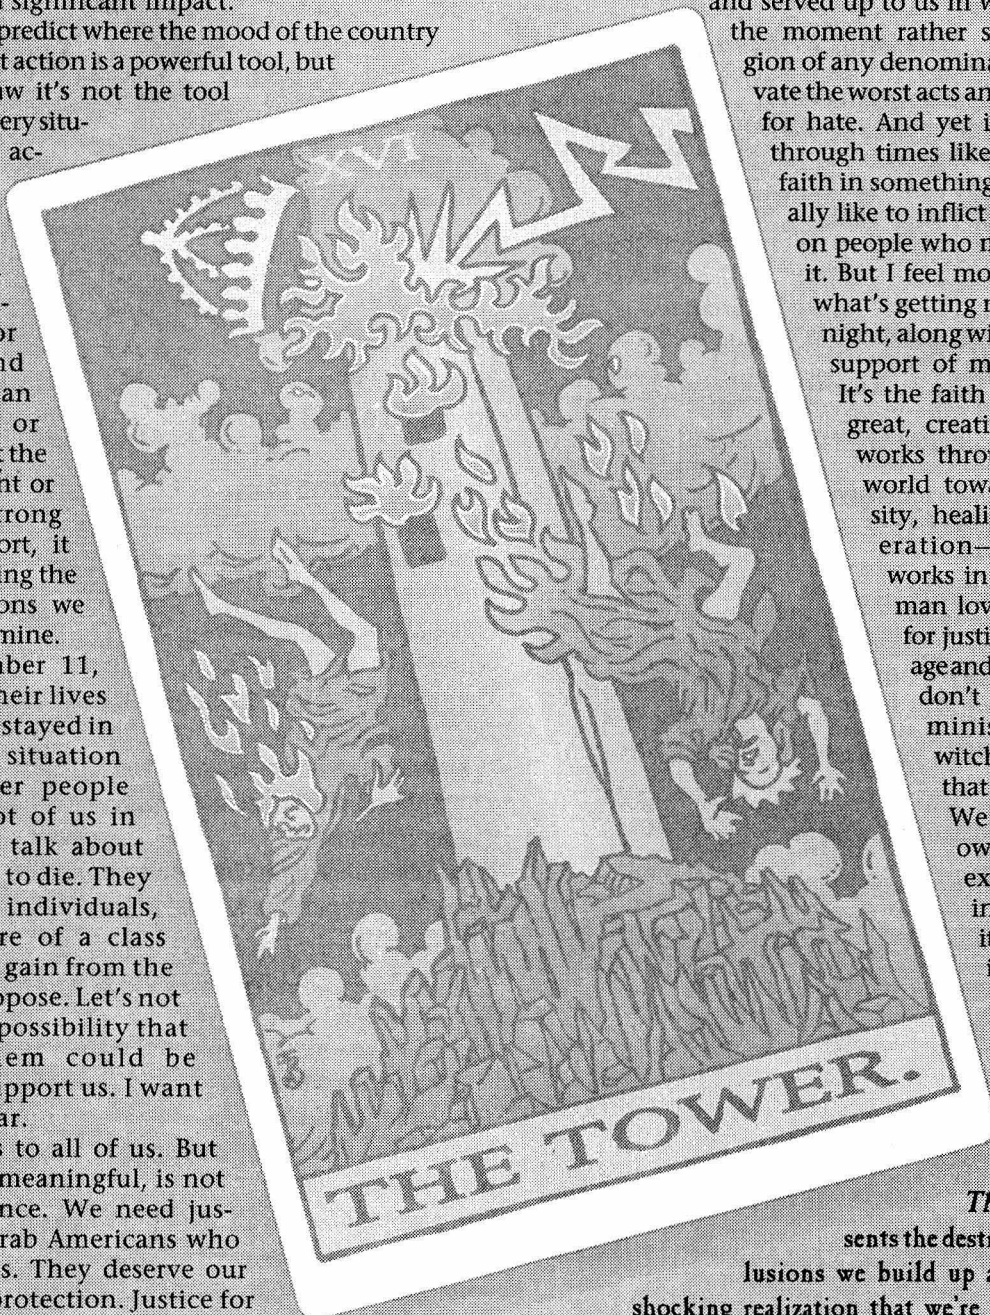 significant impact.
predict where the mood of the country
t action is a powerful tool, but
w it's not the tool
ery situ-
ac-
-
or
nd
an
or
t the
ht or
trong
ort, it
ing the
ons we
mine.
ber 11,
heir lives
stayed in
situation
er people
ot of us in
talk about
to die. They
individuals,
re of a class
gain from the
pose. Let's not
possibility that
em could be
pport us. I want
ar.
s to all of us. But
meaningful, is not
nce. We need jus-
rab Americans who
s. They deserve our
protection. Justice for
XVI
THE TOWER.
and served up to us in w
the moment rather s
gion of any denomina
vate the worst acts an
for hate. And yet i
through times like
faith in something
ally like to inflict
on people who n
it. But I feel mo
what's getting m
night, along wi
support of m
It's the faith
great, creati
works throu
world towa
sity, heali
eration—
works in
man lov
for justi
age and
don't
minis
witch
that
We
ow
ex
in
it
i
Th
sents the destr
lusions we build up a
shocking realization that we're